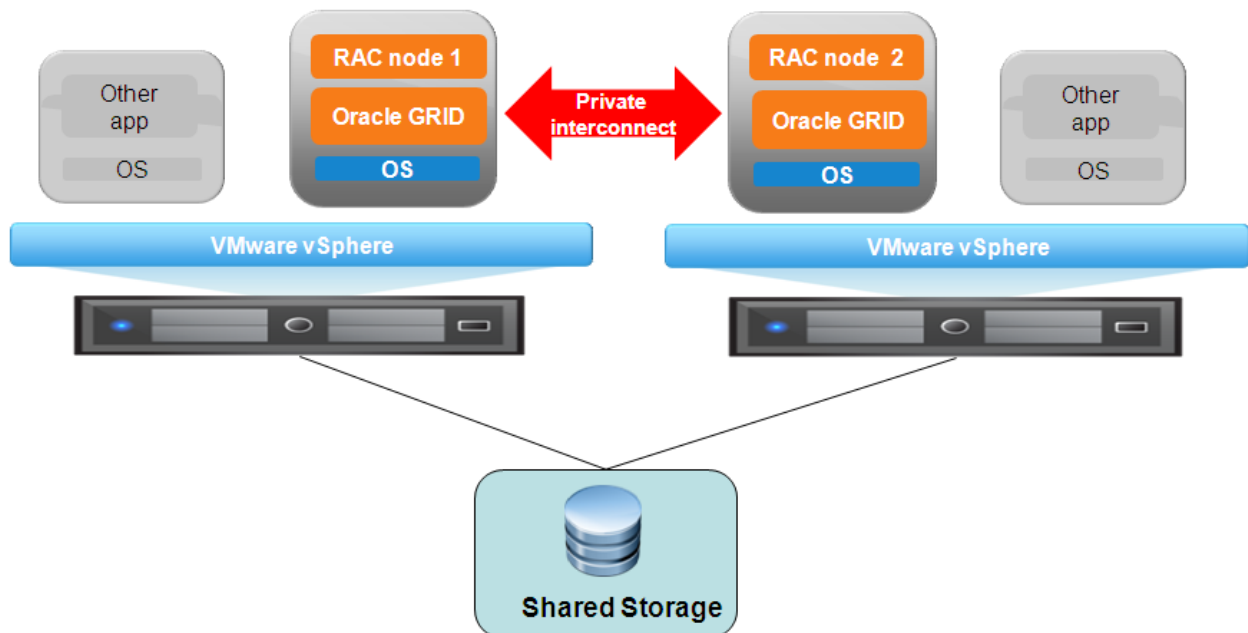 Other
app
OS
RAC node 1
Oracle GRID
OS
Private
interconnect
RAC node 2
Oracle GRID
OS
Other
app
OS
VMware vSphere
VMware vSphere
Shared Storage